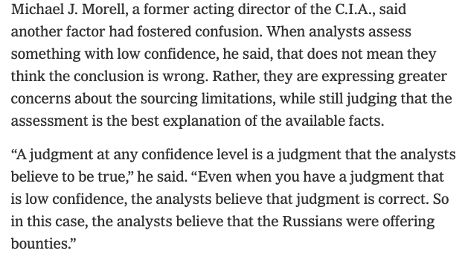 Michael J. Morell, a former acting director of the C.I.A., said
another factor had fostered confusion. When analysts assess
something with low confidence, he said, that does not mean they
think the conclusion is wrong. Rather, they are expressing greater
concerns about the sourcing limitations, while still judging that the
assessment is the best explanation of the available facts.
“A judgment at any confidence level is a judgment that the analysts
believe to be true,” he said. “Even when you have a judgment that
is low confidence, the analysts believe that judgment is correct. So
in this case, the analysts believe that the Russians were offering
bounties.”